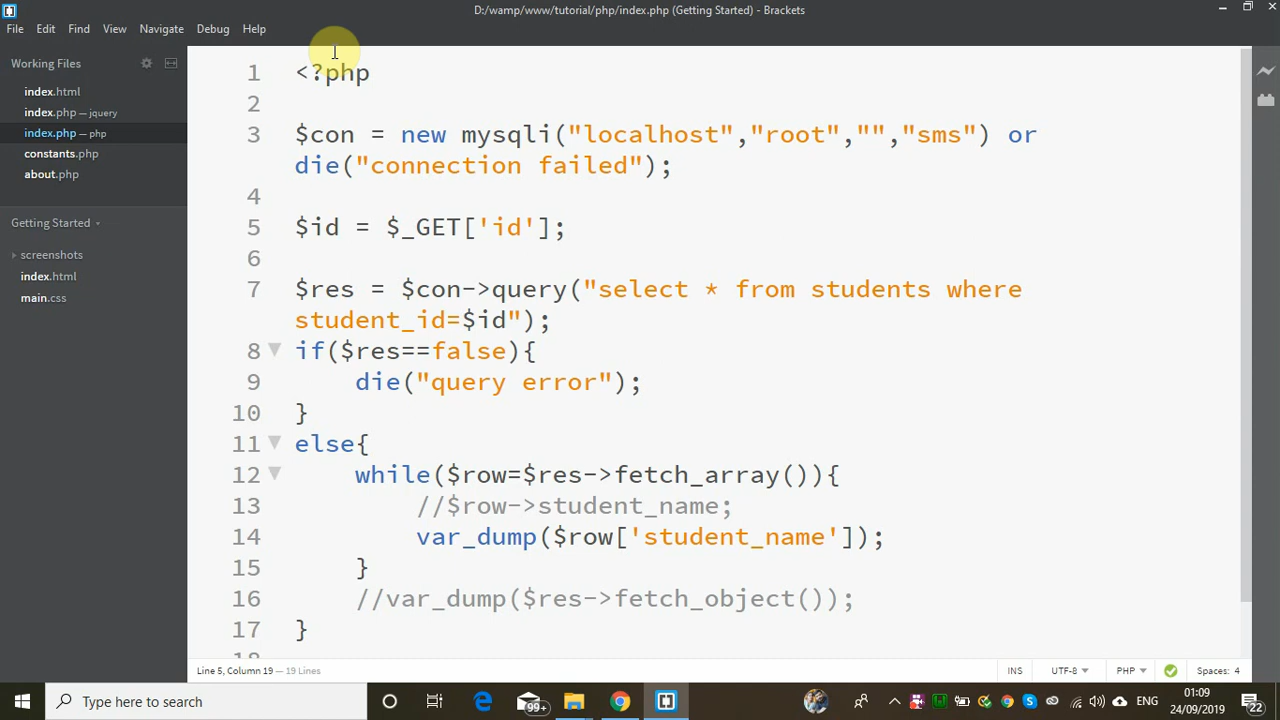 D:/wamp/www/tutorial/php/index.php (Getting Started) - Brackets
File Edit Find View Navigate Debug Help
Working Files
index.html
index.php — jquery
index.php — php
constants.php
about.php
Getting Started
screenshots
index.html
main.css
1 <?php
2
3 $con = new mysqli("localhost","root","","sms") or
die("connection failed");
4
5 $id = $_GET['id'];
6
7 $res = $con->query("select * from students where
student_id=$id");
8 if($res==false){
9 die("query error");
10 }
11 else{
12 while($row=$res->fetch_array()){
13 //$row->student_name;
14 var_dump($row['student_name']);
15 }
16 //var_dump($res->fetch_object());
17 }
18
Line 5, Column 19 — 19 Lines
INS UTF-8 PHP Spaces: 4
Type here to search
99+
ENG
01:09
24/09/2019
22